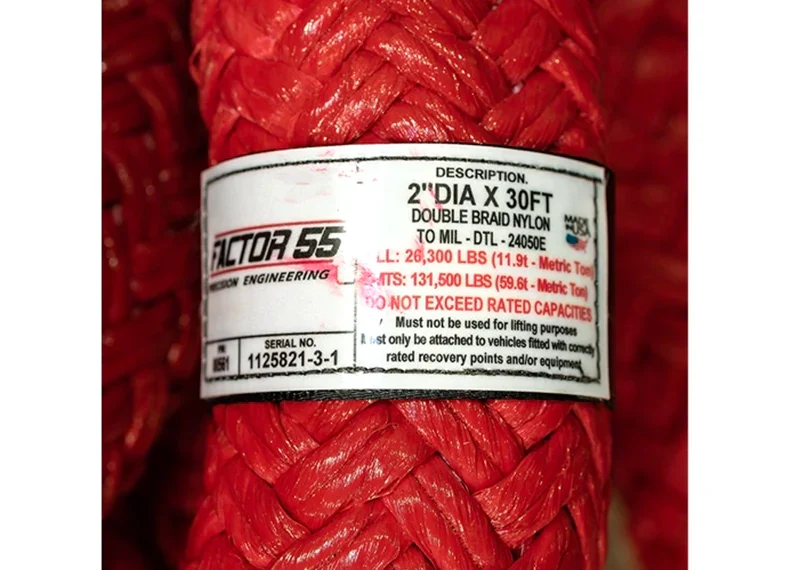 FACTOR 55
PRECISION ENGINEERING
SERIAL NO.
1125821-3-1
DESCRIPTION.
2"DIA X 30FT
DOUBLE BRAID NYLON
TO MIL - DTL - 24050E
MADE IN USA
LL: 26,300 LBS (11.9t - Metric Ton)
MTS: 131,500 LBS (59.6t - Metric Ton)
DO NOT EXCEED RATED CAPACITIES
Must not be used for lifting purposes
Must only be attached to vehicles fitted with correctly
rated recovery points and/or equipment